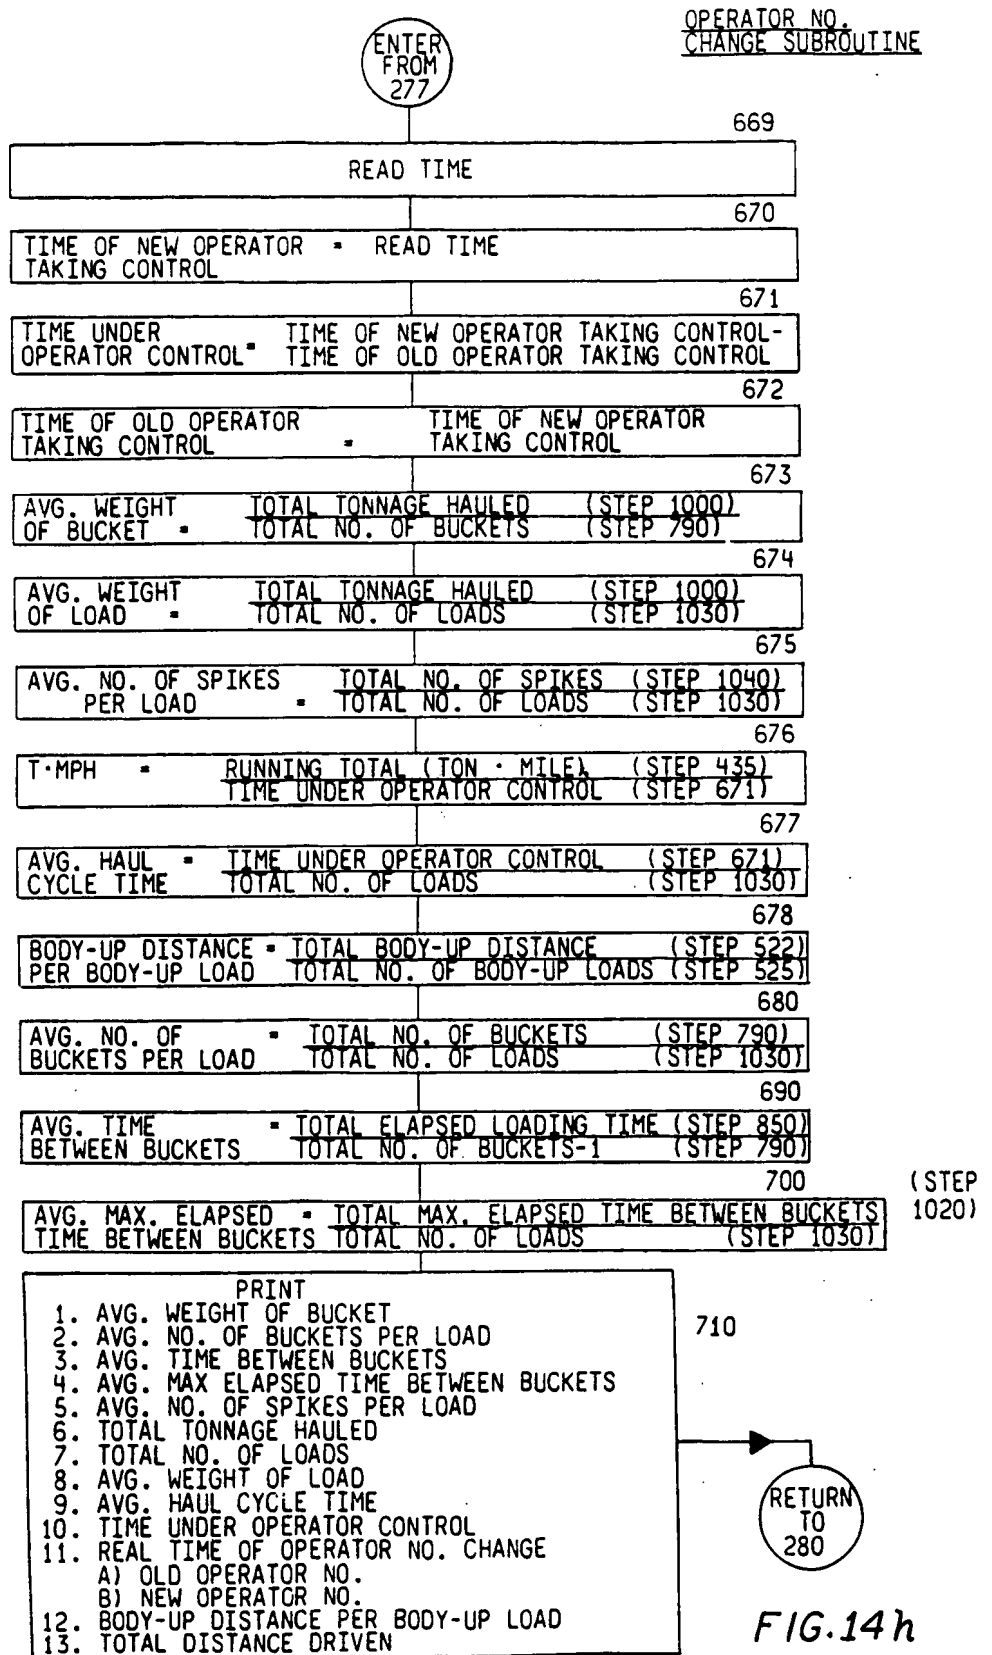 OPERATOR NO.
CHANGE SUBROUTINE
ENTER
FROM
277
669
READ TIME
670
TIME OF NEW OPERATOR = READ TIME
TAKING CONTROL
671
TIME UNDER TIME OF NEW OPERATOR TAKING CONTROL-
OPERATOR CONTROL= TIME OF OLD OPERATOR TAKING CONTROL
672
TIME OF OLD OPERATOR TIME OF NEW OPERATOR
TAKING CONTROL = TAKING CONTROL
673
AVG. WEIGHT TOTAL TONNAGE HAULED (STEP 1000)
OF BUCKET = TOTAL NO. OF BUCKETS (STEP 790)
674
AVG. WEIGHT TOTAL TONNAGE HAULED (STEP 1000)
OF LOAD = TOTAL NO. OF LOADS (STEP 1030)
675
AVG. NO. OF SPIKES TOTAL NO. OF SPIKES (STEP 1040)
PER LOAD = TOTAL NO. OF LOADS (STEP 1030)
676
T·MPH = RUNNING TOTAL (TON · MILE) (STEP 435)
TIME UNDER OPERATOR CONTROL (STEP 671)
677
AVG. HAUL = TIME UNDER OPERATOR CONTROL (STEP 671)
CYCLE TIME TOTAL NO. OF LOADS (STEP 1030)
678
BODY-UP DISTANCE = TOTAL BODY-UP DISTANCE (STEP 522)
PER BODY-UP LOAD TOTAL NO. OF BODY-UP LOADS (STEP 525)
680
AVG. NO. OF = TOTAL NO. OF BUCKETS (STEP 790)
BUCKETS PER LOAD TOTAL NO. OF LOADS (STEP 1030)
690
AVG. TIME = TOTAL ELAPSED LOADING TIME (STEP 850)
BETWEEN BUCKETS TOTAL NO. OF BUCKETS-1 (STEP 790)
700 (STEP
1020)
AVG. MAX. ELAPSED = TOTAL MAX. ELAPSED TIME BETWEEN BUCKETS
TIME BETWEEN BUCKETS TOTAL NO. OF LOADS (STEP 1030)
PRINT
1. AVG. WEIGHT OF BUCKET
2. AVG. NO. OF BUCKETS PER LOAD
3. AVG. TIME BETWEEN BUCKETS
4. AVG. MAX ELAPSED TIME BETWEEN BUCKETS
5. AVG. NO. OF SPIKES PER LOAD
6. TOTAL TONNAGE HAULED
7. TOTAL NO. OF LOADS
8. AVG. WEIGHT OF LOAD
9. AVG. HAUL CYCLE TIME
10. TIME UNDER OPERATOR CONTROL
11. REAL TIME OF OPERATOR NO. CHANGE
A) OLD OPERATOR NO.
B) NEW OPERATOR NO.
12. BODY-UP DISTANCE PER BODY-UP LOAD
13. TOTAL DISTANCE DRIVEN
710
RETURN
TO
280
FIG.14h